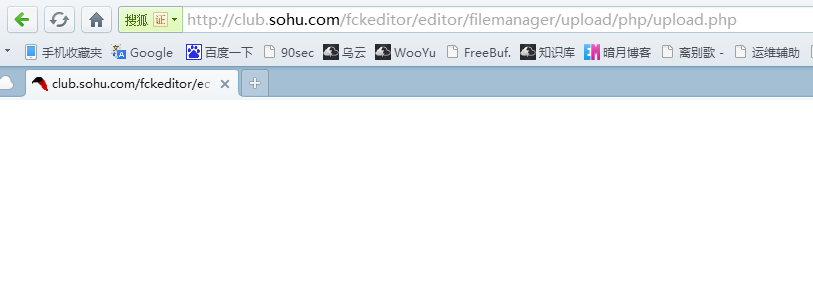 搜狐 证 http://club.sohu.com/fckeditor/editor/filemanager/upload/php/upload.php
手机收藏夹 Google 百度一下 90sec 乌云 WooYu FreeBuf. 知识库 暗月博客 斋别歌 - 运维辅助
club.sohu.com/fckeditor/ec